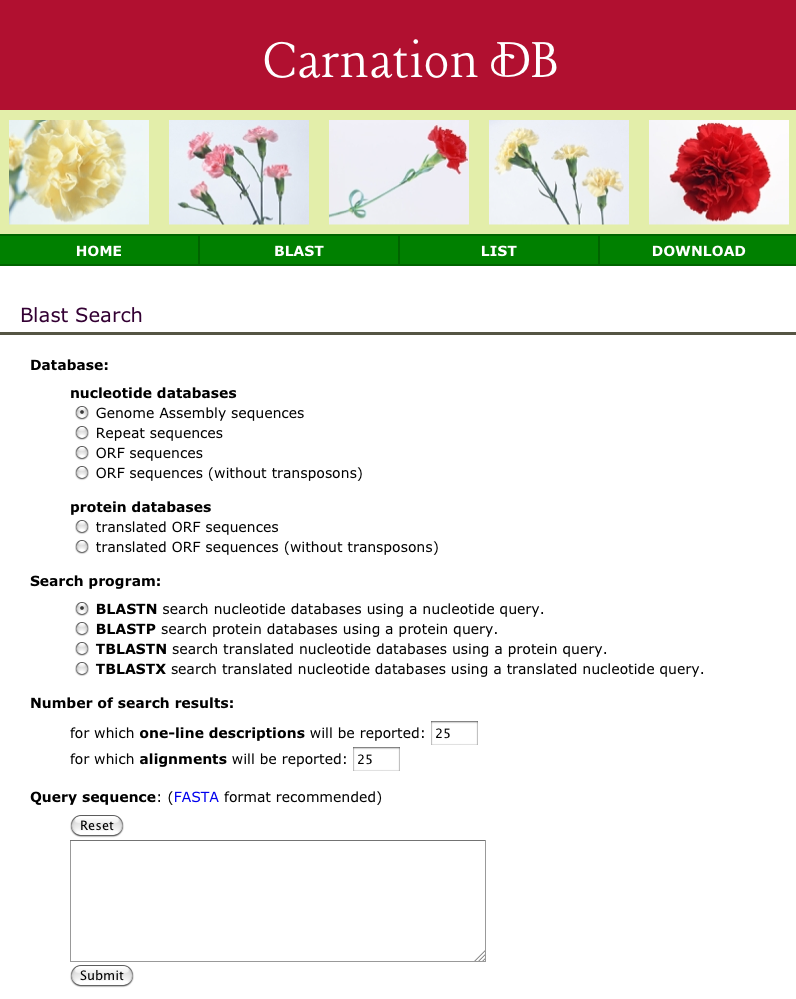 Carnation DB
HOME BLAST LIST DOWNLOAD
Blast Search
Database:
nucleotide databases
Genome Assembly sequences
Repeat sequences
ORF sequences
ORF sequences (without transposons)
protein databases
translated ORF sequences
translated ORF sequences (without transposons)
Search program:
BLASTN search nucleotide databases using a nucleotide query.
BLASTP search protein databases using a protein query.
TBLASTN search translated nucleotide databases using a protein query.
TBLASTX search translated nucleotide databases using a translated nucleotide query.
Number of search results:
for which one-line descriptions will be reported: 25
for which alignments will be reported: 25
Query sequence: (FASTA format recommended)
Reset
Submit